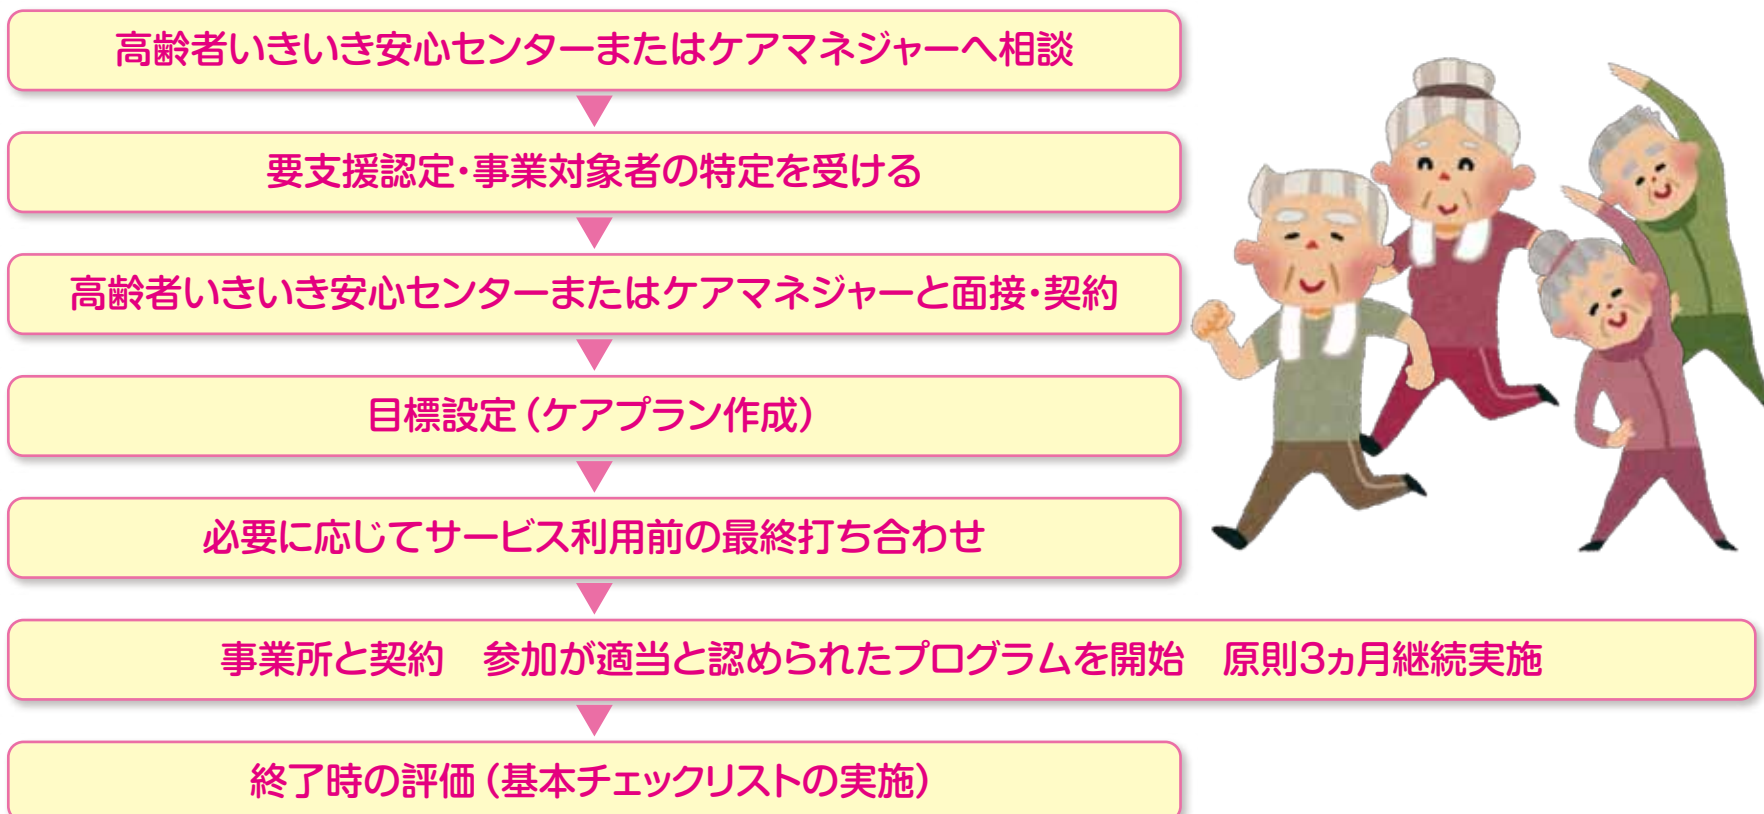 高齢者いきいき安心センターまたはケアマネジャーへ相談
要支援認定・事業対象者の特定を受ける
高齢者いきいき安心センターまたはケアマネジャーと面接・契約
目標設定（ケアプラン作成）
必要に応じてサービス利用前の最終打ち合わせ
事業所と契約　参加が適当と認められたプログラムを開始　原則3ヵ月継続実施
終了時の評価（基本チェックリストの実施）